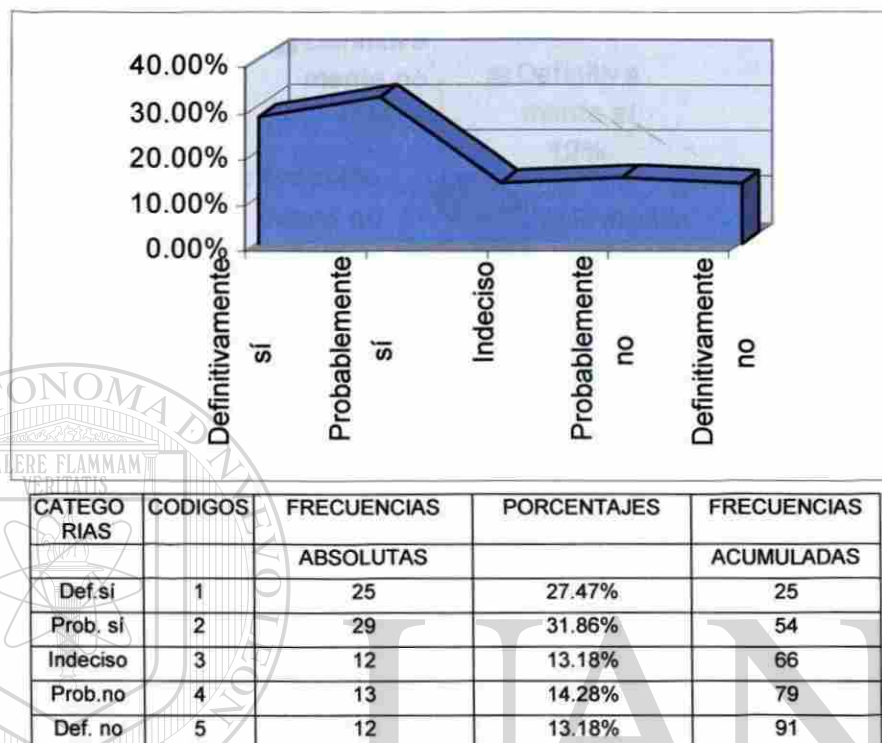 40.00%
30.00%
20.00%
10.00%
0.00%
Definitivamente sí
Probablemente sí
Indeciso
Probablemente no
Definitivamente no
CATEGO RIAS CODIGOS FRECUENCIAS PORCENTAJES FRECUENCIAS
ABSOLUTAS ACUMULADAS
Def.sí 1 25 27.47% 25
Prob. sí 2 29 31.86% 54
Indeciso 3 12 13.18% 66
Prob.no 4 13 14.28% 79
Def. no 5 12 13.18% 91
ALERE FLAMMAM
VERITATIS